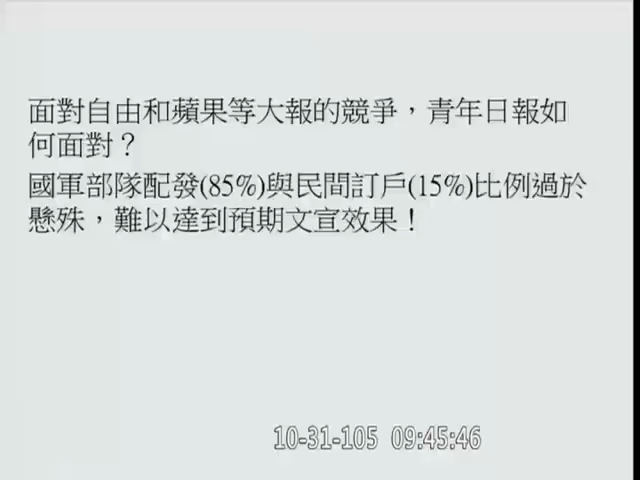 面對自由和蘋果等大報的競爭，青年日報如
何面對？
國軍部隊配發(85%)與民間訂戶(15%)比例過於
懸殊，難以達到預期文宣效果！
10-31-105 09:45:46